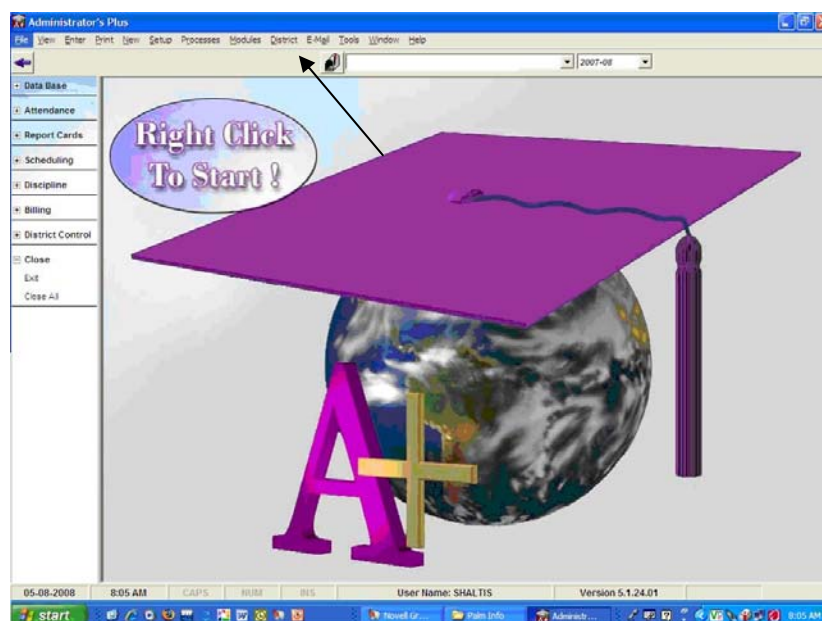 Administrator's Plus
File View Enter Print New Setup Processes Modules District E-Mail Tools Window Help
2007-08
Data Base
Attendance
Report Cards
Scheduling
Discipline
Billing
District Control
Close
Exit
Close All
Right Click
To Start !
A+
05-08-2008 8:05 AM CAPS NUM INS User Name: SHALTIS Version 5.1.24.01
start Novell Gr... Palm Info Administr... 8:05 AM